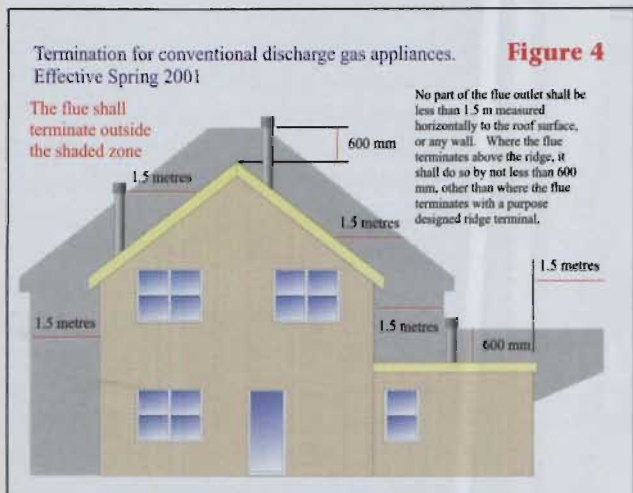 Termination for conventional discharge gas appliances.
Effective Spring 2001
Figure 4
The flue shall
terminate outside
the shaded zone
No part of the flue outlet shall be
less than 1.5 m measured
horizontally to the roof surface,
or any wall. Where the flue
terminates above the ridge, it
shall do so by not less than 600
mm, other than where the flue
terminates with a purpose
designed ridge terminal.
600 mm
1.5 metres
1.5 metres
1.5 metres
1.5 metres
1.5 metres
600 mm